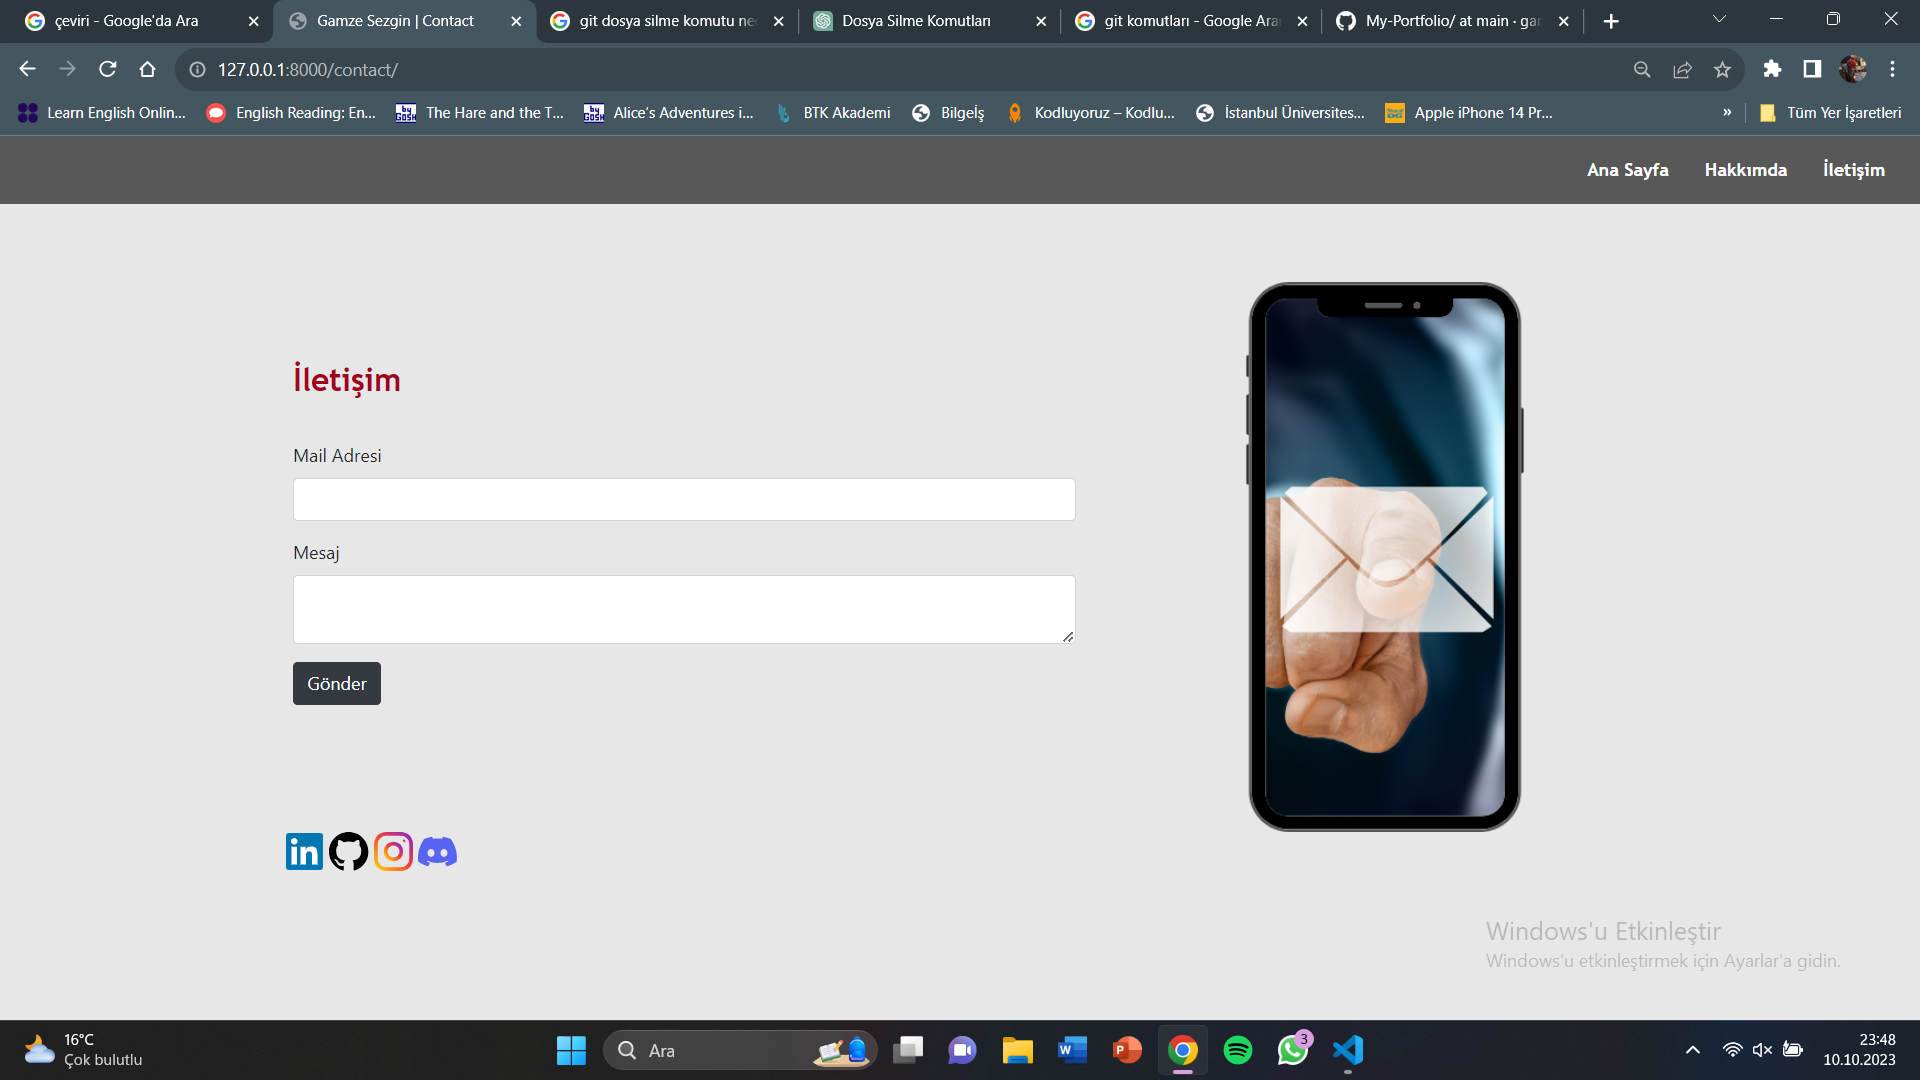 çeviri - Google'da Ara
Gamze Sezgin | Contact
git dosya silme komutu ne
Dosya Silme Komutları
git komutları - Google Ara
My-Portfolio/ at main · gar
127.0.0.1:8000/contact/
Learn English Onlin...
English Reading: En...
The Hare and the T...
Alice's Adventures i...
BTK Akademi
Bilgeİş
Kodluyoruz – Kodlu...
İstanbul Üniversites...
Apple iPhone 14 Pr...
»
Tüm Yer İşaretleri
Ana Sayfa
Hakkımda
İletişim
İletişim
Mail Adresi
Mesaj
Gönder
in
Windows'u Etkinleştir
Windows'u etkinleştirmek için Ayarlar'a gidin.
16°C
Çok bulutlu
Ara
3
23:48
10.10.2023